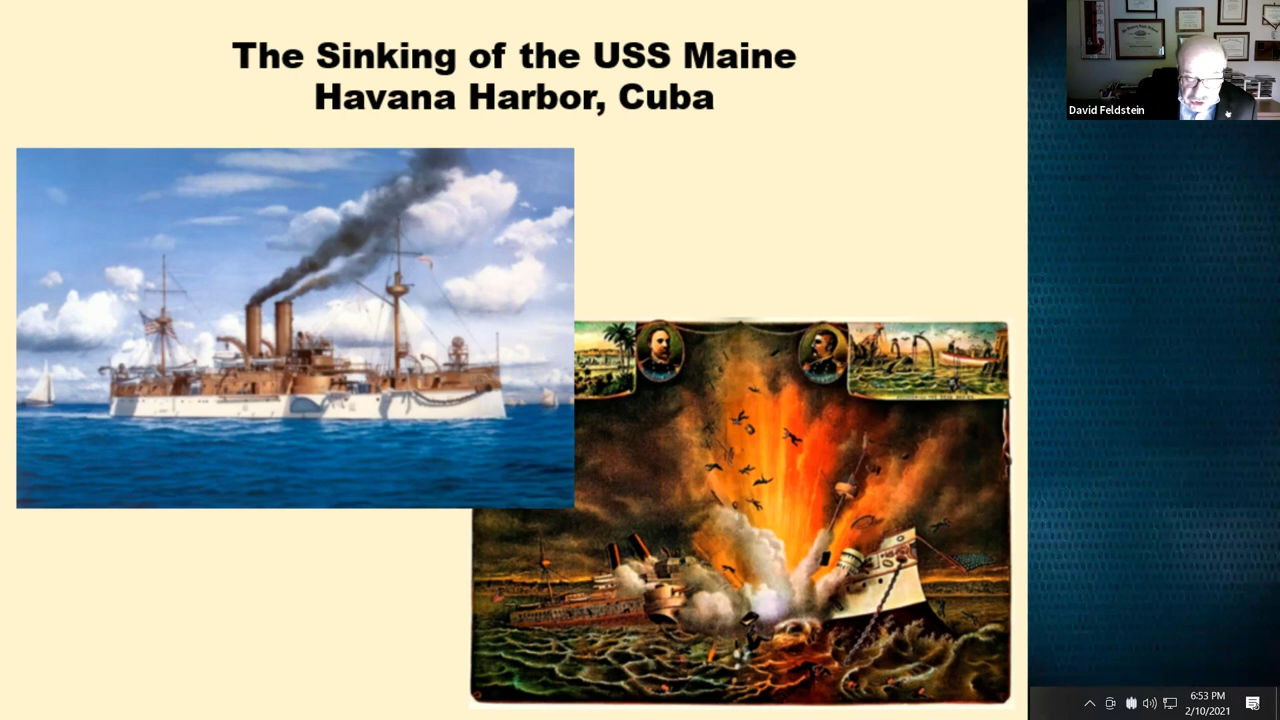 The Sinking of the USS Maine
Havana Harbor, Cuba
David Feldstein
6:53 PM
2/10/2021